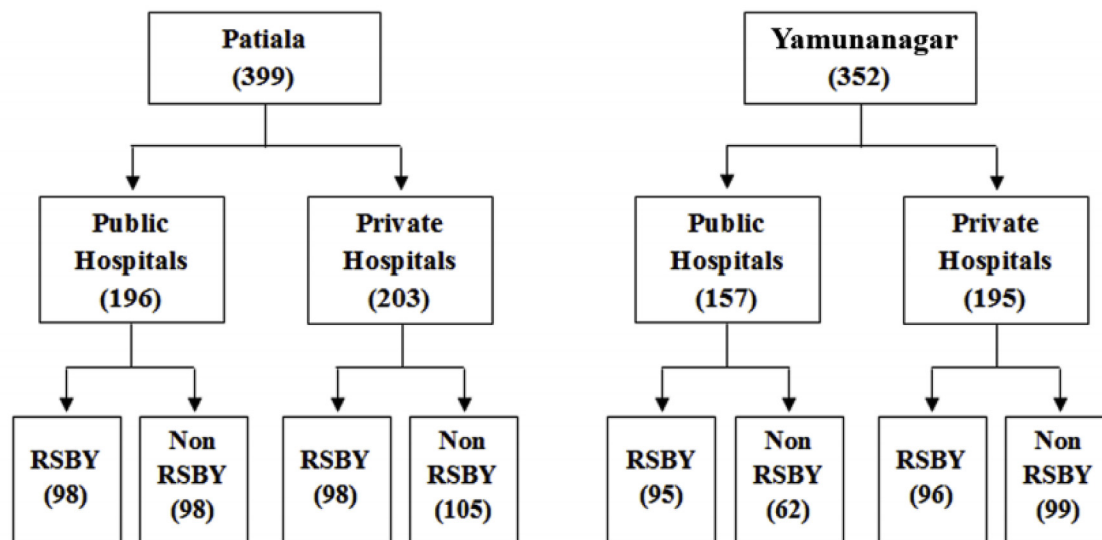 Patiala
(399)
Yamunanagar
(352)
Public
Hospitals
(196)
Private
Hospitals
(203)
Public
Hospitals
(157)
Private
Hospitals
(195)
RSBY
(98)
Non
RSBY
(98)
RSBY
(98)
Non
RSBY
(105)
RSBY
(95)
Non
RSBY
(62)
RSBY
(96)
Non
RSBY
(99)